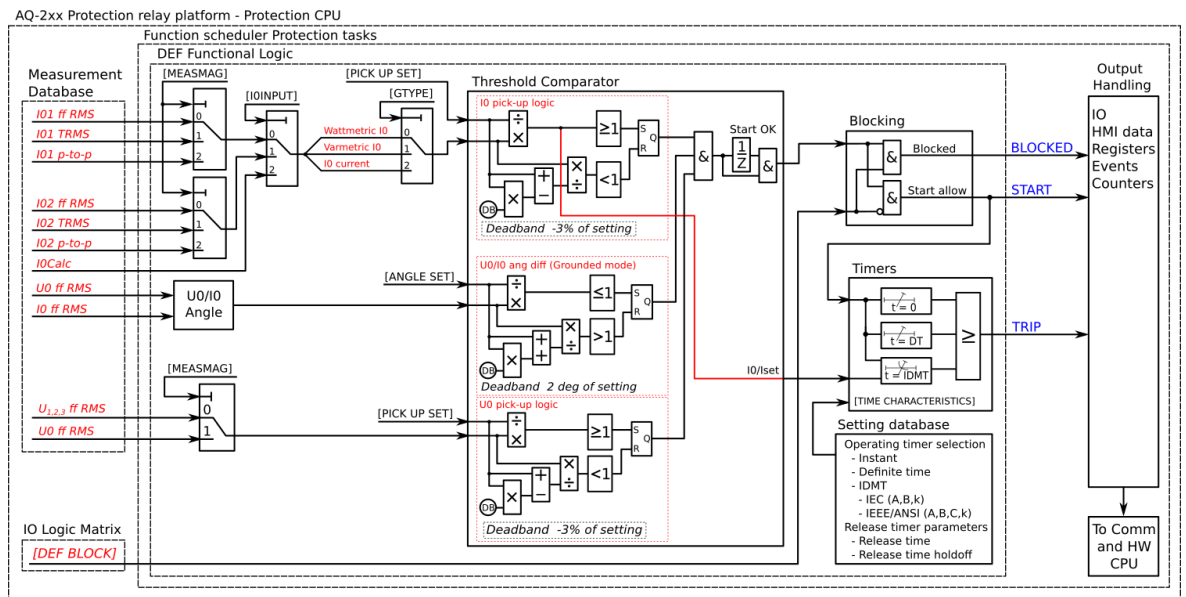 AQ-2xx Protection relay platform - Protection CPU
Function scheduler Protection tasks
DEF Functional Logic
Measurement
Database
I01 ff RMS
I01 TRMS
I01 p-to-p
I02 ff RMS
I02 TRMS
I02 p-to-p
I0Calc
U0 ff RMS
I0 ff RMS
U1,2,3 ff RMS
U0 ff RMS
IO Logic Matrix
[DEF BLOCK]
[MEASMAG]
0
1
2
0
1
2
[I0INPUT]
0
1
2
Wattmetric I0
Varmetric I0
I0 current
[PICK UP SET]
[GTYPE]
0
1
2
U0/I0
Angle
[ANGLE SET]
[MEASMAG]
0
1
[PICK UP SET]
Threshold Comparator
I0 pick-up logic
÷
×
≥1
S
R
Q
×
÷
<1
+
−
×
DB
Deadband -3% of setting
U0/I0 ang diff (Grounded mode)
÷
×
≤1
S
R
Q
×
÷
>1
+
+
×
DB
Deadband 2 deg of setting
U0 pick-up logic
÷
×
≥1
S
R
Q
×
÷
<1
+
−
×
DB
Deadband -3% of setting
&
Start OK
1
Z
&
I0/Iset
Blocking
&
Blocked
&
Start allow
BLOCKED
START
Timers
t = 0
t = DT
t = IDMT
≥
[TIME CHARACTERISTICS]
TRIP
Setting database
Operating timer selection
- Instant
- Definite time
- IDMT
- IEC (A,B,k)
- IEEE/ANSI (A,B,C,k)
Release timer parameters
- Release time
- Release time holdoff
Output
Handling
IO
HMI data
Registers
Events
Counters
To Comm
and HW
CPU